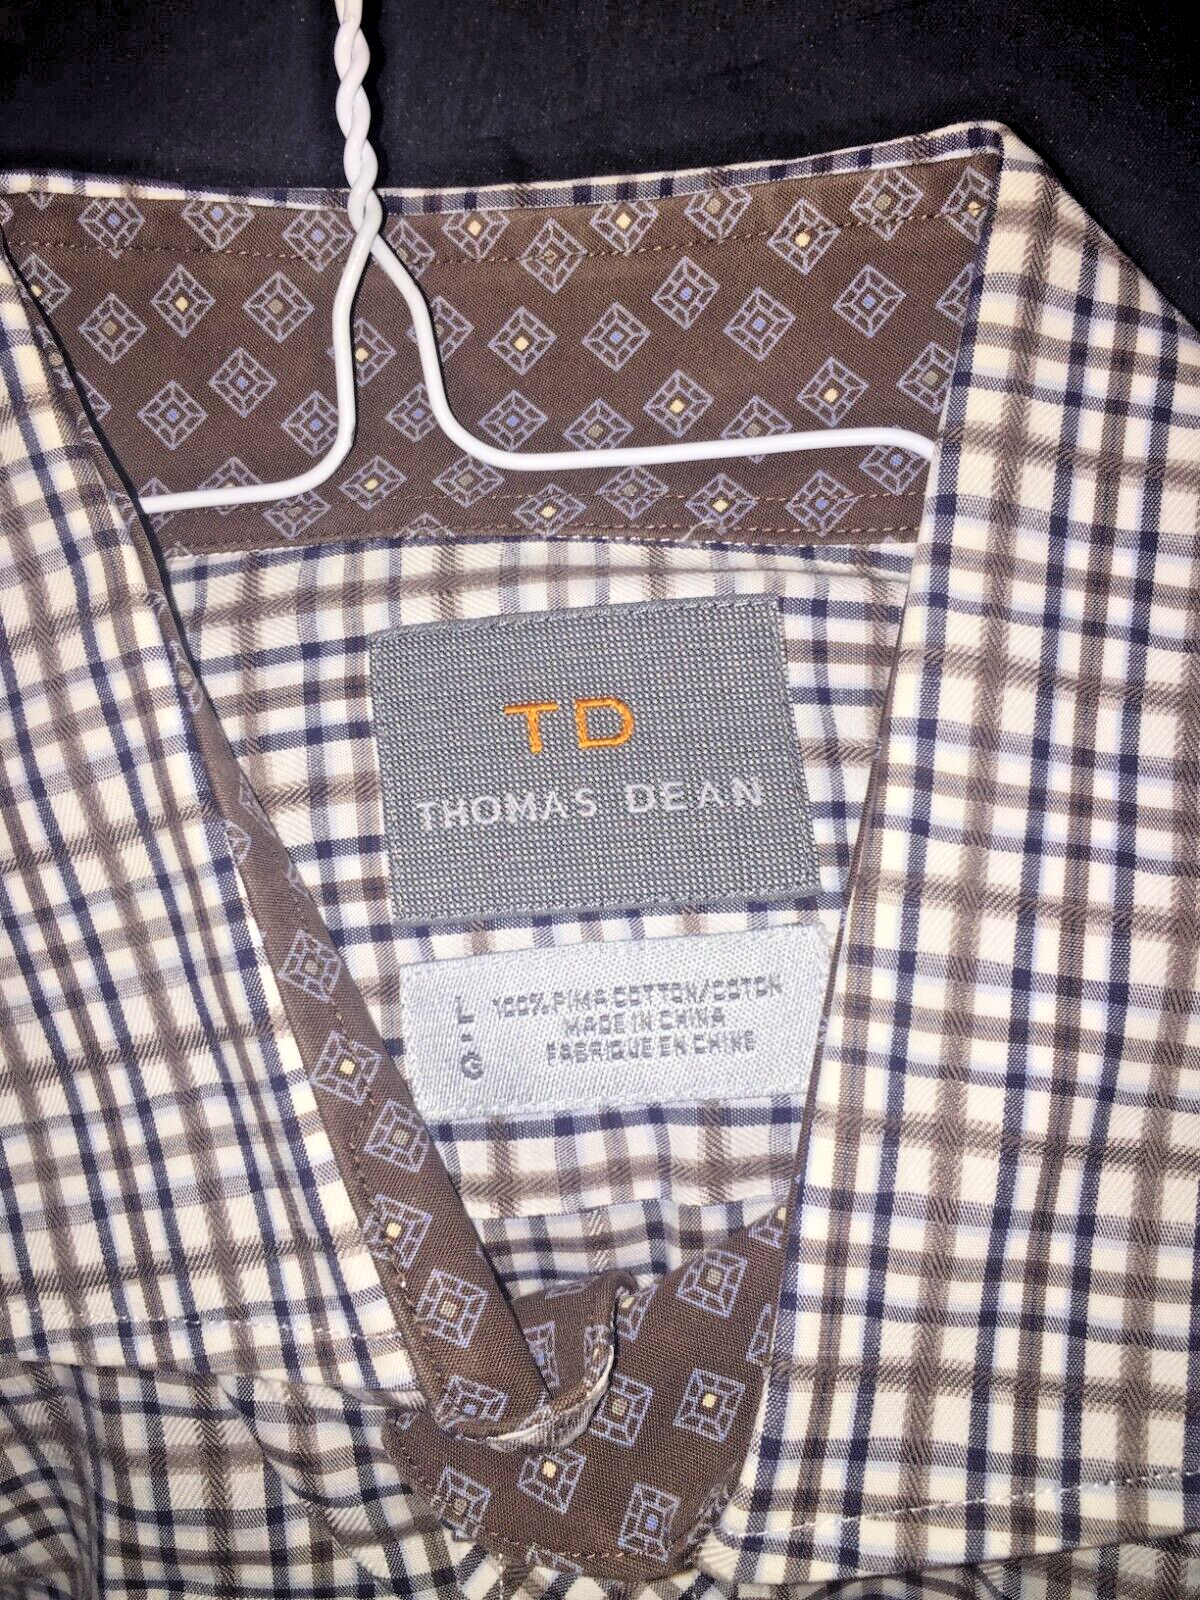 TD
THOMAS DEAN
L-G
100% PIMA COTTON/COTON
MADE IN CHINA
FABRIQUE EN CHINE